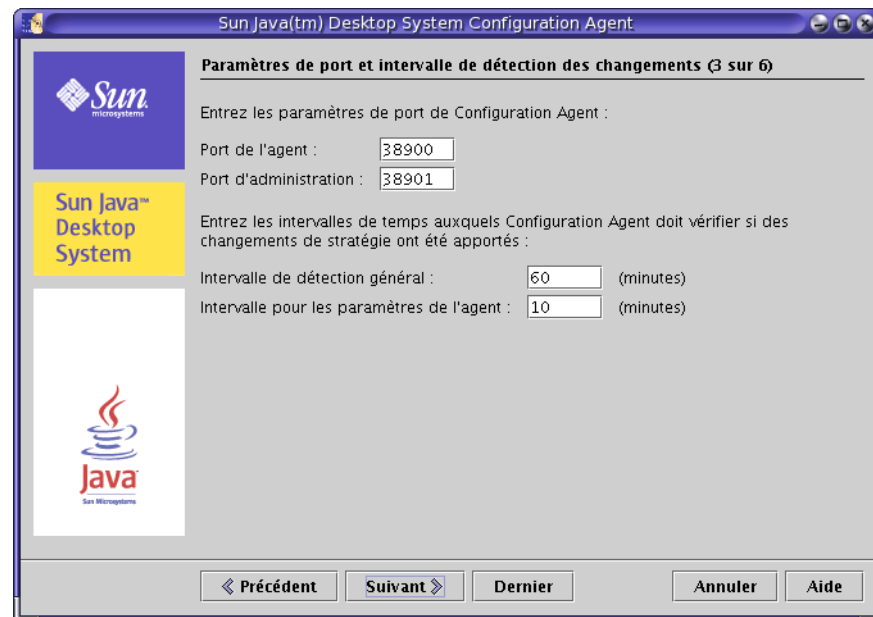 Sun Java(tm) Desktop System Configuration Agent
Sun
microsystems
Sun Java™
Desktop
System
Java
Sun Microsystems
Paramètres de port et intervalle de détection des changements (3 sur 6)
Entrez les paramètres de port de Configuration Agent :
Port de l'agent : 38900
Port d'administration : 38901
Entrez les intervalles de temps auxquels Configuration Agent doit vérifier si des
changements de stratégie ont été apportés :
Intervalle de détection général : 60 (minutes)
Intervalle pour les paramètres de l'agent : 10 (minutes)
Précédent Suivant Dernier Annuler Aide